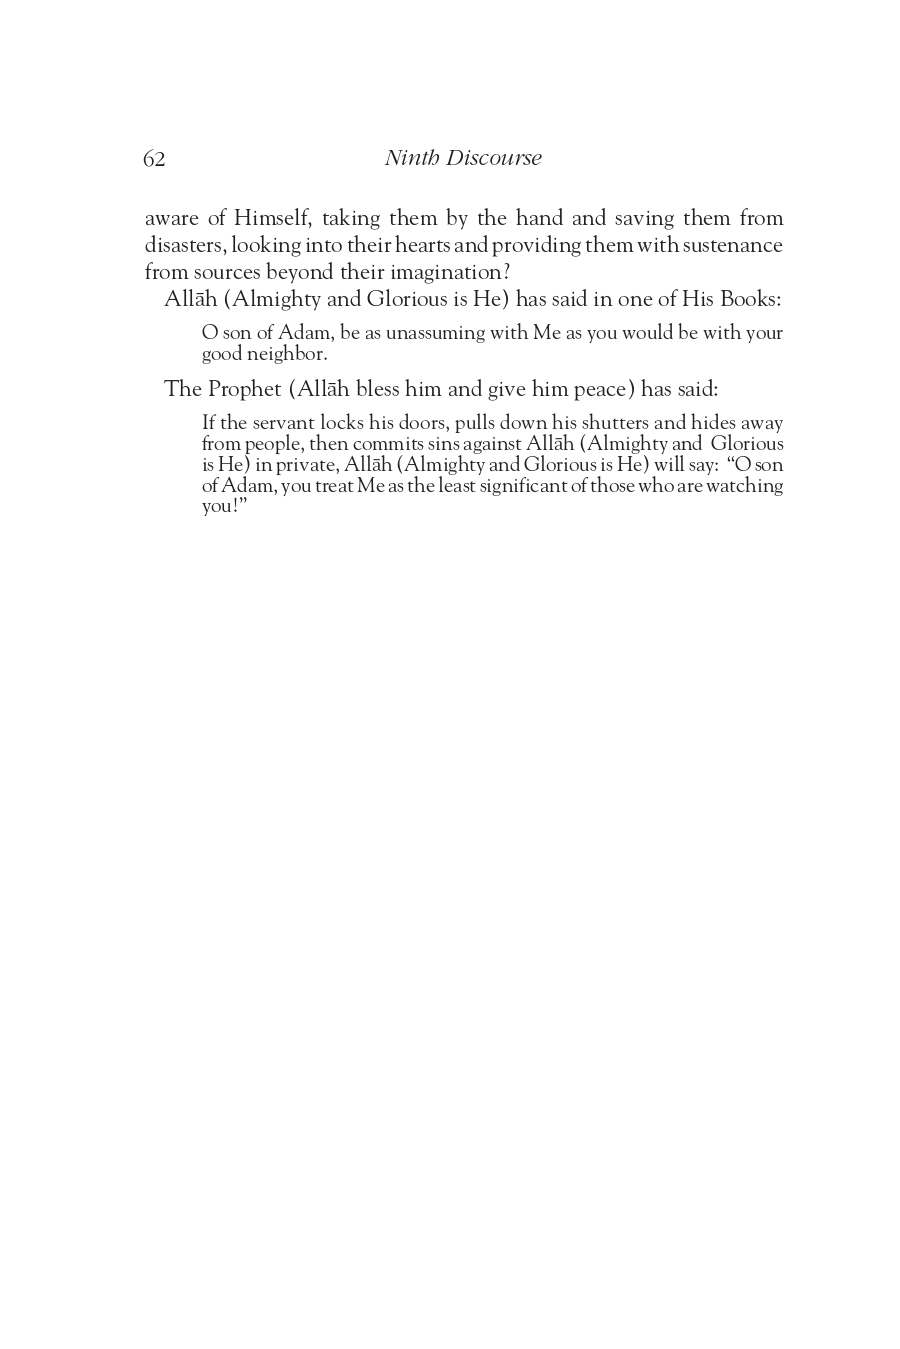 62 Ninth Discourse
aware of Himself, taking them by the hand and saving them from
disasters, looking into their hearts and providing them with sustenance
from sources beyond their imagination?
Allāh (Almighty and Glorious is He) has said in one of His Books:
O son of Adam, be as unassuming with Me as you would be with your
good neighbor.
The Prophet (Allāh bless him and give him peace) has said:
If the servant locks his doors, pulls down his shutters and hides away
from people, then commits sins against Allāh (Almighty and Glorious
is He) in private, Allāh (Almighty and Glorious is He) will say: “O son
of Adam, you treat Me as the least significant of those who are watching
you!”